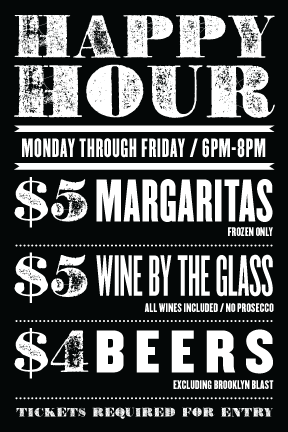 HAPPY
HOUR
MONDAY THROUGH FRIDAY / 6PM-8PM
$5 MARGARITAS
FROZEN ONLY
$5 WINE BY THE GLASS
ALL WINES INCLUDED / NO PROSECCO
$4 BEERS
EXCLUDING BROOKLYN BLAST
TICKETS REQUIRED FOR ENTRY